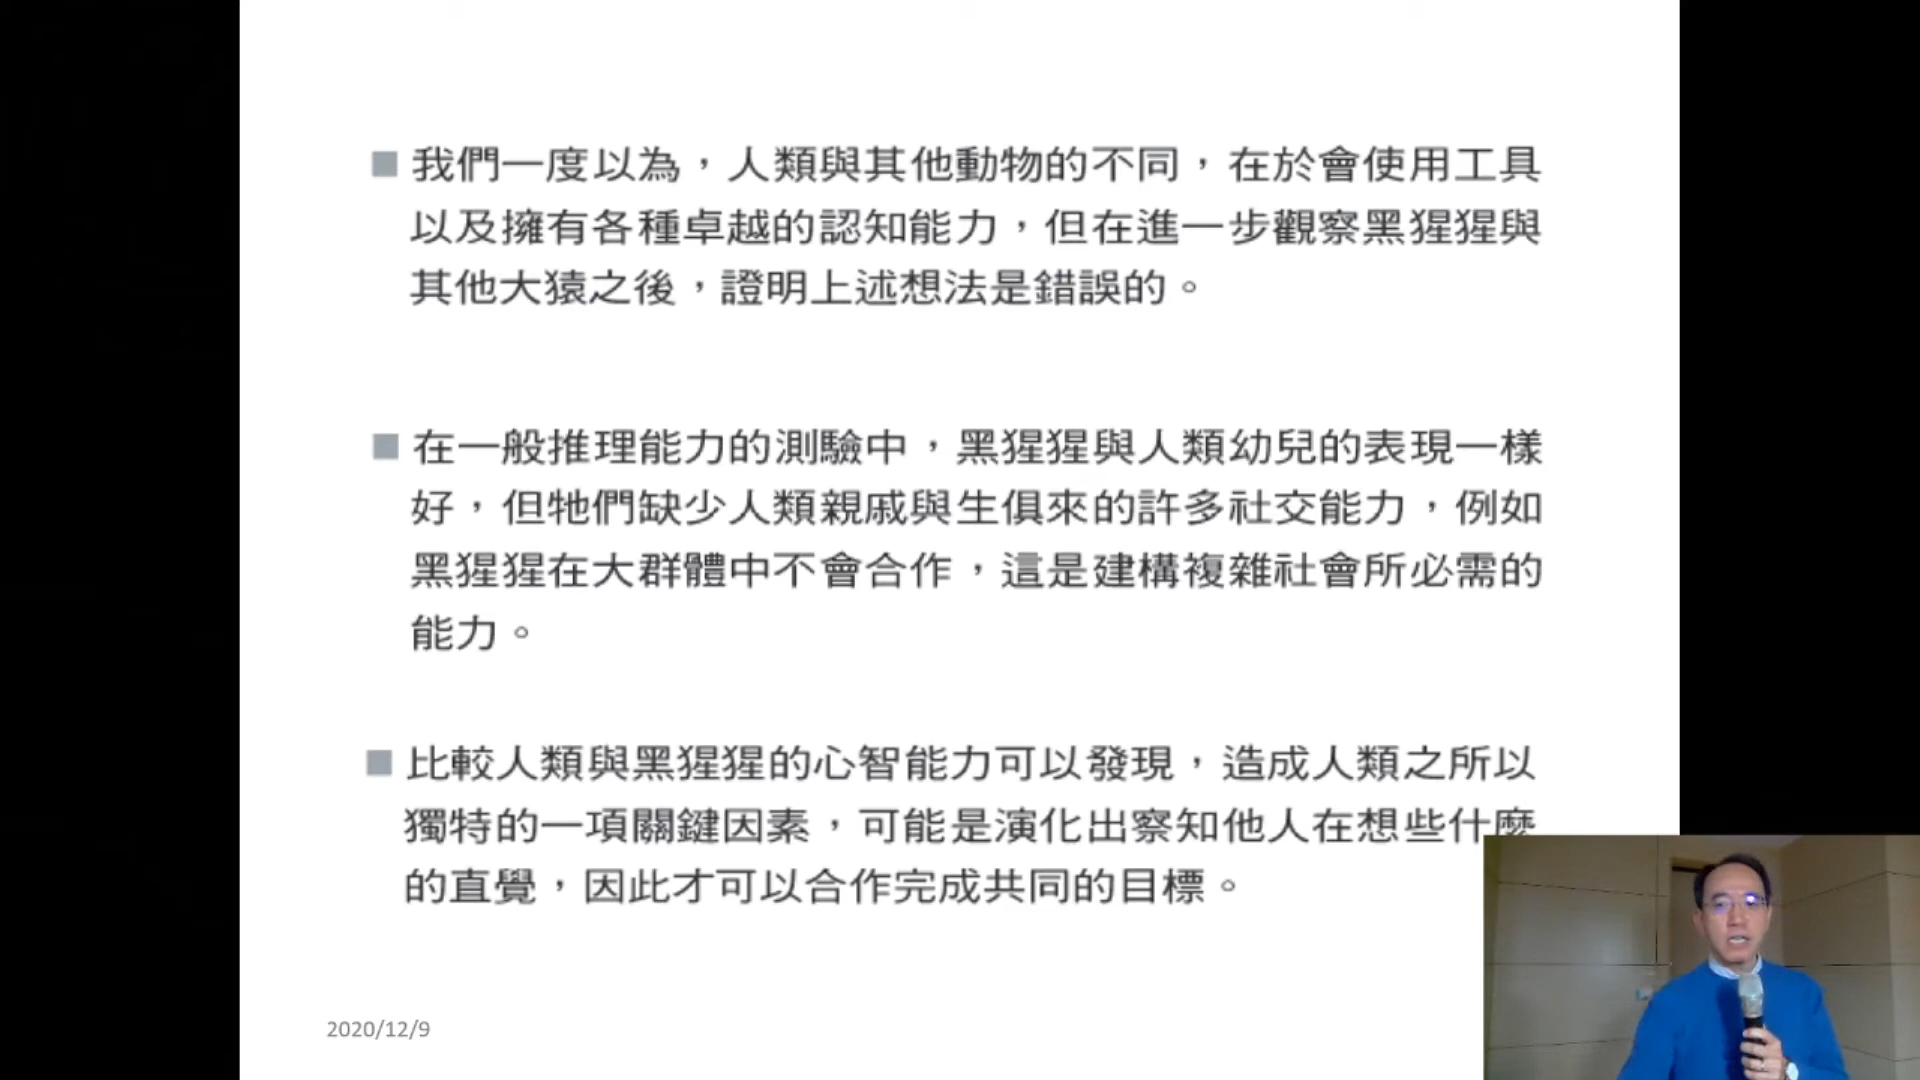 我們一度以為，人類與其他動物的不同，在於會使用工具
以及擁有各種卓越的認知能力，但在進一步觀察黑猩猩與
其他大猿之後，證明上述想法是錯誤的。
在一般推理能力的測驗中，黑猩猩與人類幼兒的表現一樣
好，但牠們缺少人類親戚與生俱來的許多社交能力，例如
黑猩猩在大群體中不會合作，這是建構複雜社會所必需的
能力。
比較人類與黑猩猩的心智能力可以發現，造成人類之所以
獨特的一項關鍵因素，可能是演化出察知他人在想些什麼
的直覺，因此才可以合作完成共同的目標。
2020/12/9